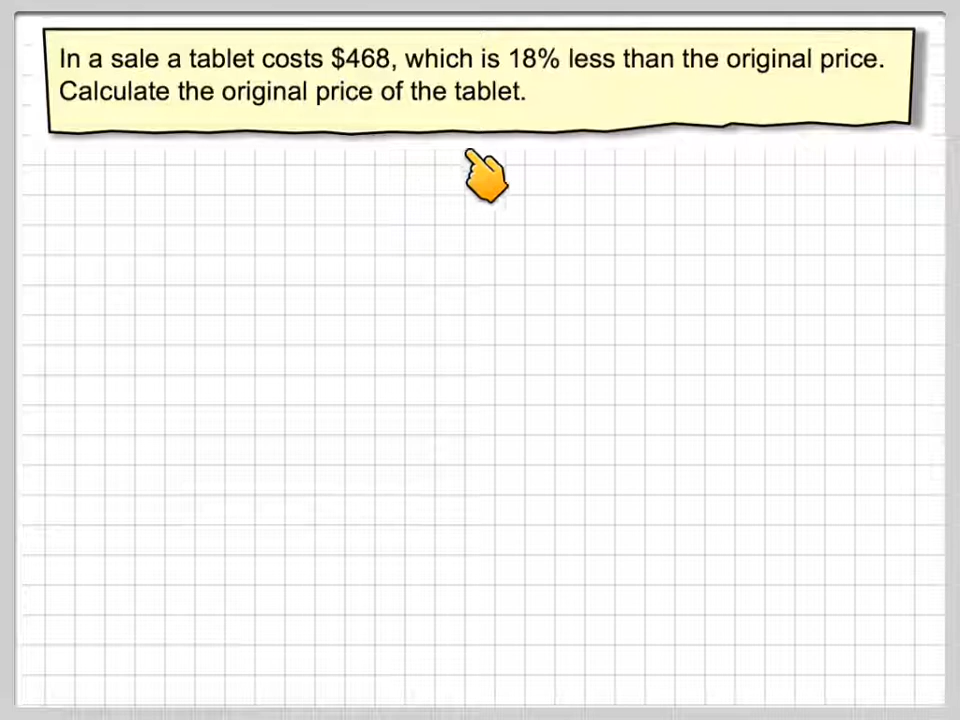 In a sale a tablet costs $468, which is 18% less than the original price.
Calculate the original price of the tablet.